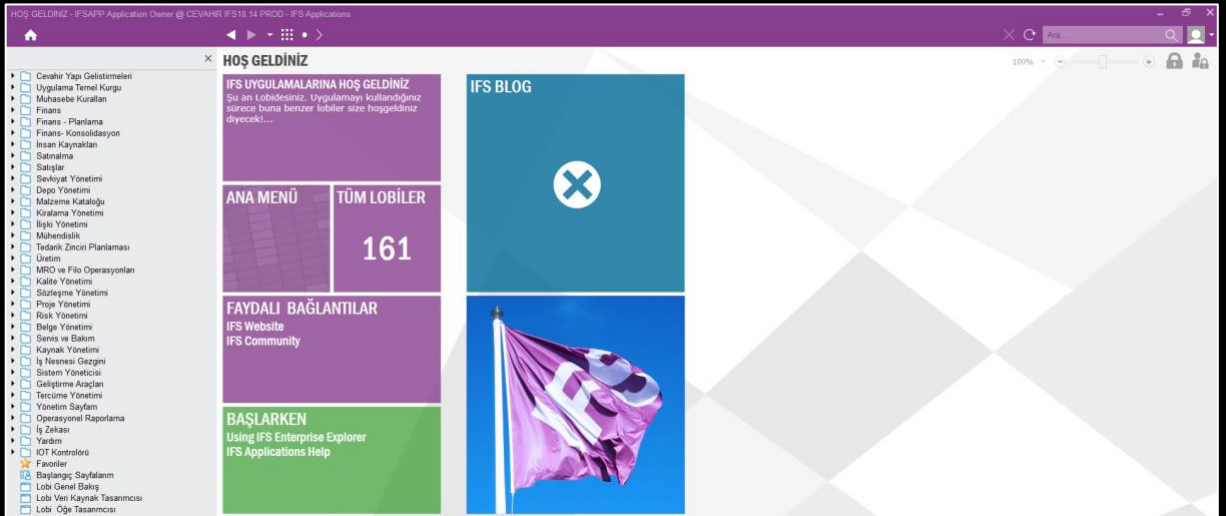 HOŞ GELDİNİZ - IFSAPP Application Owner @ CEVAHIR IFS10 14 PROD - IFS Applications
Ara...
HOŞ GELDİNİZ
100%
Cevahir Yapı Gelistirmeleri
Uygulama Temel Kurgu
Muhasebe Kuralları
Finans
Finans - Planlama
Finans- Konsolidasyon
İnsan Kaynakları
Satınalma
Satışlar
Sevkiyat Yönetimi
Depo Yönetimi
Malzeme Kataloğu
Kiralama Yönetimi
İlişki Yönetimi
Mühendislik
Tedarik Zinciri Planlaması
Üretim
MRO ve Filo Operasyonları
Kalite Yönetimi
Sözleşme Yönetimi
Proje Yönetimi
Risk Yönetimi
Belge Yönetimi
Servis ve Bakım
Kaynak Yönetimi
İş Nesnesi Gezgini
Sistem Yöneticisi
Geliştirme Araçları
Tercüme Yönetimi
Yönetim Sayfam
Operasyonel Raporlama
İş Zekası
Yardım
IOT Kontrolörü
Favoriler
Başlangıç Sayfalarım
Lobi Genel Bakış
Lobi Veri Kaynak Tasarımcısı
Lobi Öğe Tasarımcısı
IFS UYGULAMALARINA HOŞ GELDİNİZ
Şu an Lobidesiniz. Uygulamayı kullandığınız
sürece buna benzer lobiler size hoşgeldiniz
diyecek!...
ANA MENÜ
TÜM LOBİLER
161
FAYDALI BAĞLANTILAR
IFS Website
IFS Community
BAŞLARKEN
Using IFS Enterprise Explorer
IFS Applications Help
IFS BLOG